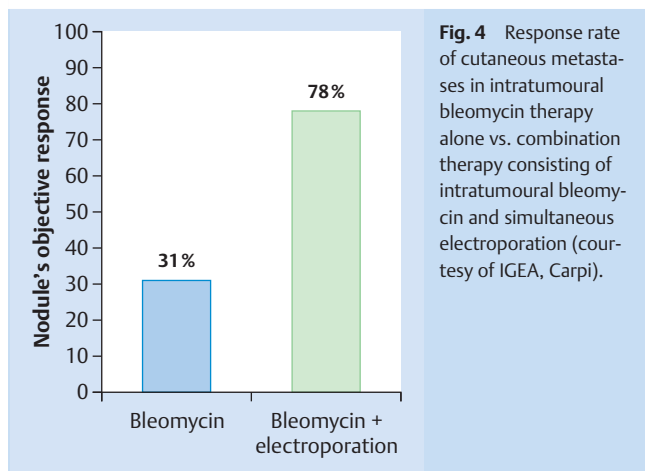 100
90
80
70
60
50
40
30
20
10
0
Nodule's objective response
31%
78%
Bleomycin
Bleomycin +
electroporation
Fig. 4 Response rate
of cutaneous metasta-
ses in intratumoural
bleomycin therapy
alone vs. combination
therapy consisting of
intratumoural bleomy-
cin and simultaneous
electroporation (cour-
tesy of IGEA, Carpi).